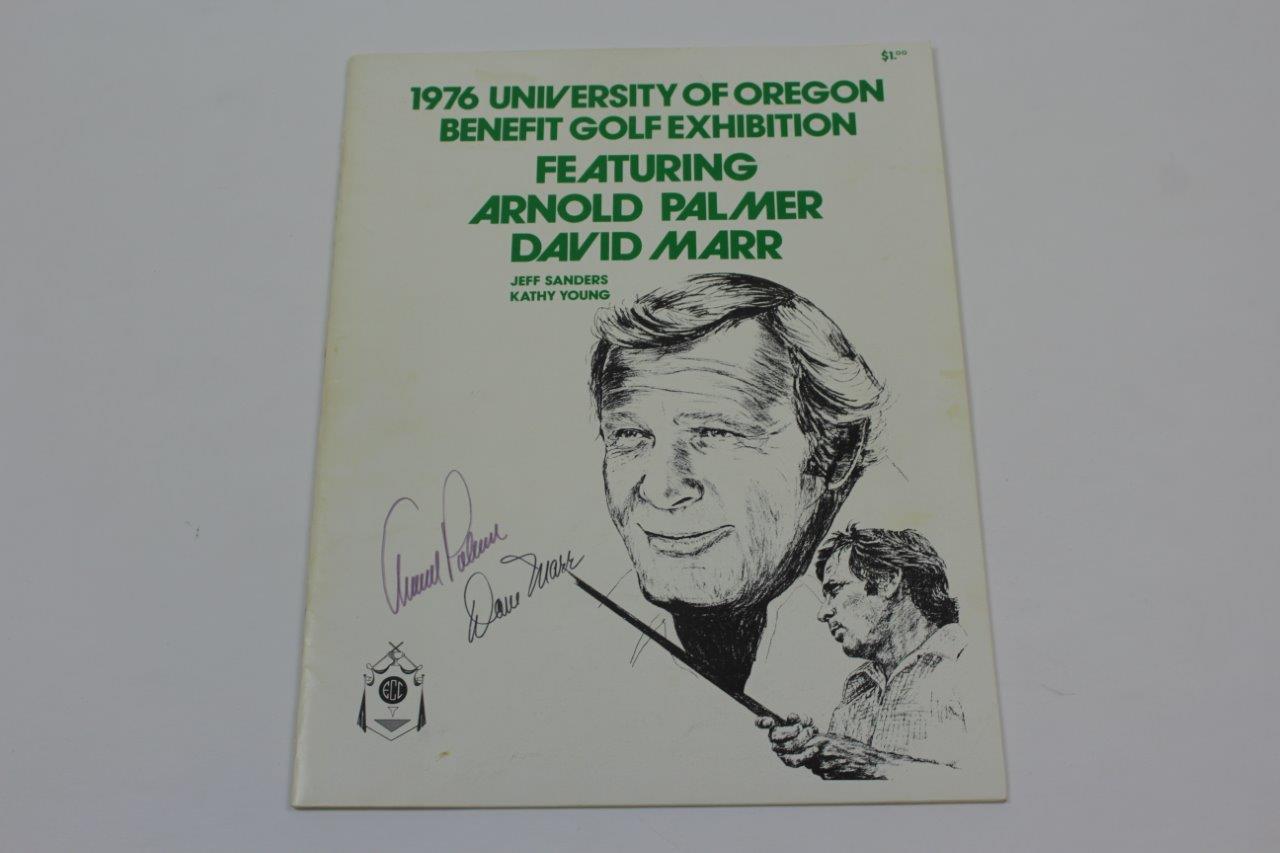 $1.00
1976 UNIVERSITY OF OREGON
BENEFIT GOLF EXHIBITION
FEATURING
ARNOLD PALMER
DAVID MARR
JEFF SANDERS
KATHY YOUNG
Arnold Palmer
Dave Marr
ECC